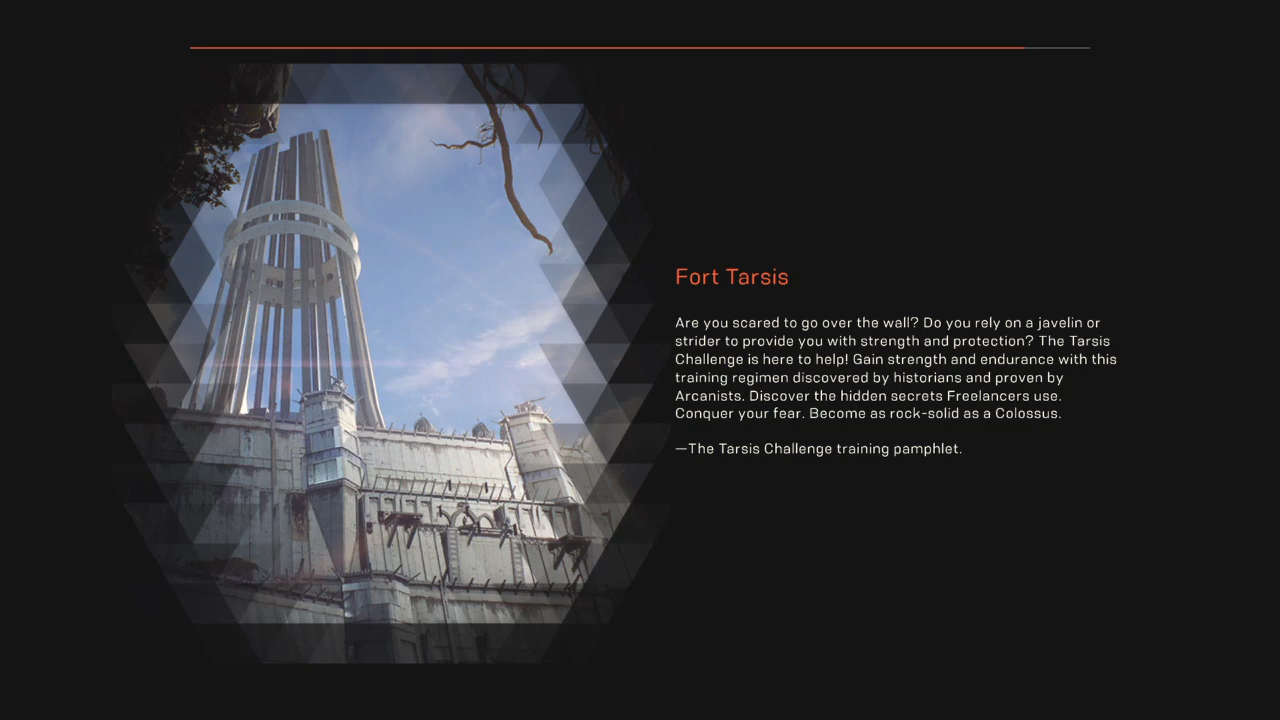 Fort Tarsis
Are you scared to go over the wall? Do you rely on a javelin or
strider to provide you with strength and protection? The Tarsis
Challenge is here to help! Gain strength and endurance with this
training regimen discovered by historians and proven by
Arcanists. Discover the hidden secrets Freelancers use.
Conquer your fear. Become as rock-solid as a Colossus.
—The Tarsis Challenge training pamphlet.